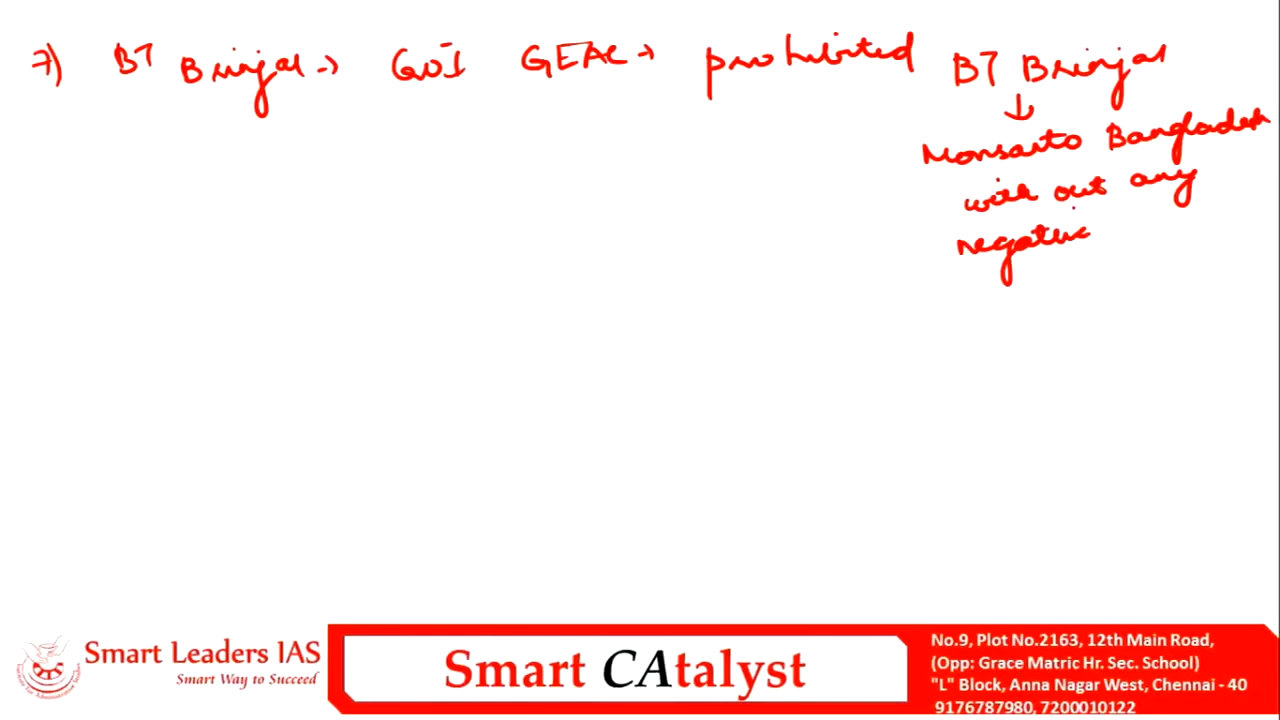 7) BT Brinjal → GOI GEAC → prohibited BT Brinjal
↓
Monsanto Bangladesh
with out any
negative
Smart Leaders IAS
Smart Way to Succeed
Smart CAtalyst
No.9, Plot No.2163, 12th Main Road,
(Opp: Grace Matric Hr. Sec. School)
"L" Block, Anna Nagar West, Chennai - 40
9176787980, 7200010122